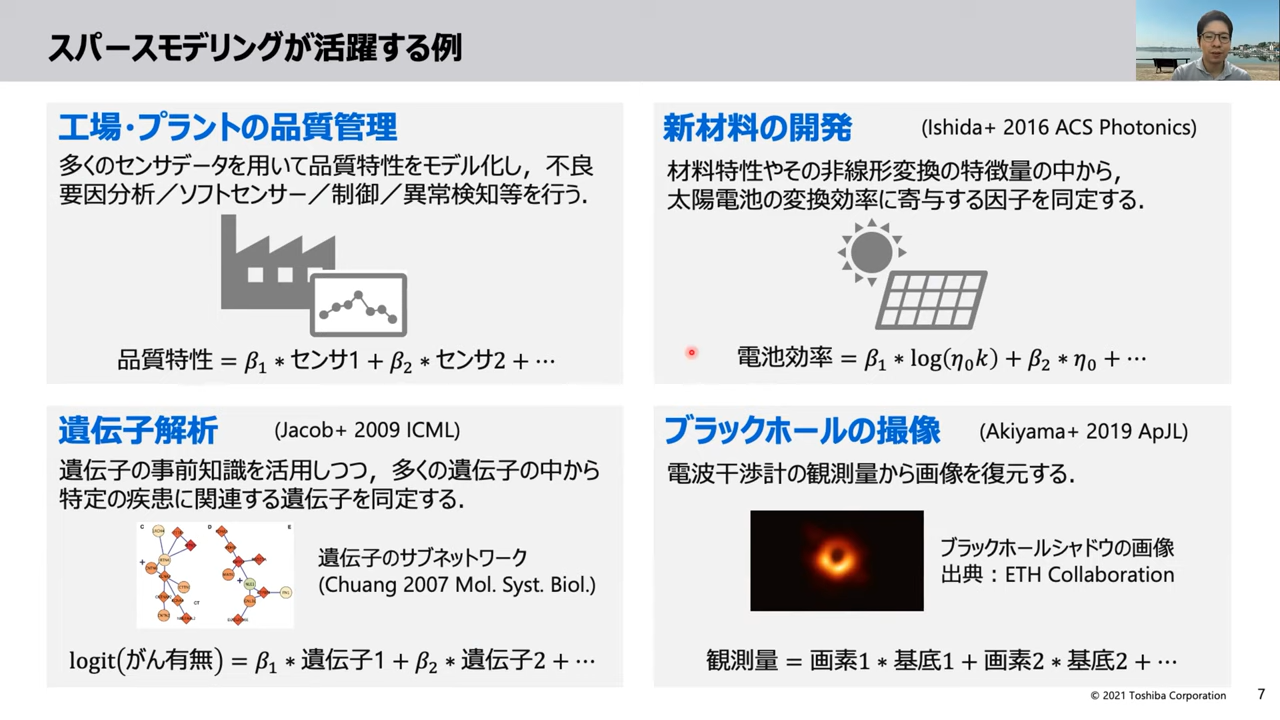 スパースモデリングが活躍する例
工場・プラントの品質管理
多くのセンサデータを用いて品質特性をモデル化し，不良
要因分析／ソフトセンサー／制御／異常検知等を行う．
品質特性 = β₁ * センサ1 + β₂ * センサ2 + ⋯
新材料の開発 (Ishida+ 2016 ACS Photonics)
材料特性やその非線形変換の特徴量の中から，
太陽電池の変換効率に寄与する因子を同定する．
電池効率 = β₁ * log(η₀k) + β₂ * η₀ + ⋯
遺伝子解析 (Jacob+ 2009 ICML)
遺伝子の事前知識を活用しつつ，多くの遺伝子の中から
特定の疾患に関連する遺伝子を同定する．
C D E
遺伝子のサブネットワーク
(Chuang 2007 Mol. Syst. Biol.)
logit(がん有無) = β₁ * 遺伝子1 + β₂ * 遺伝子2 + ⋯
ブラックホールの撮像 (Akiyama+ 2019 ApJL)
電波干渉計の観測量から画像を復元する．
ブラックホールシャドウの画像
出典：ETH Collaboration
観測量 = 画素1 * 基底1 + 画素2 * 基底2 + ⋯
© 2021 Toshiba Corporation 7